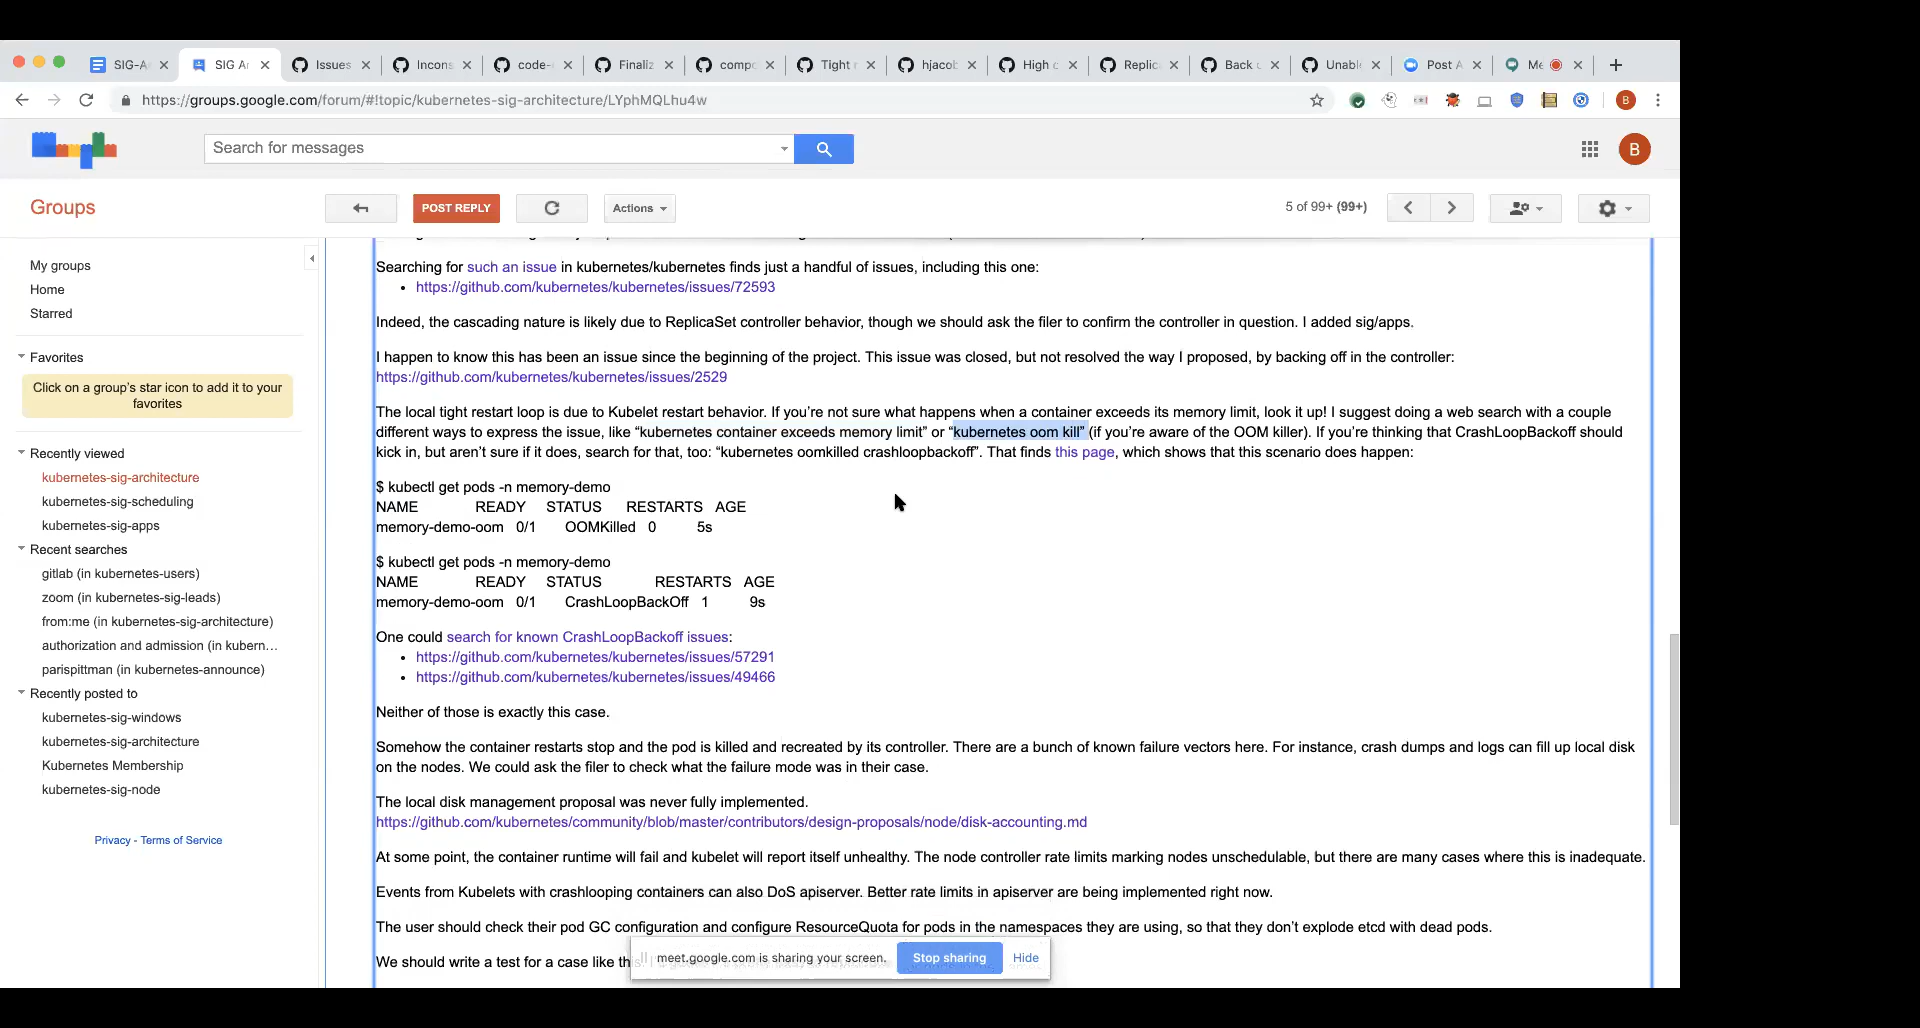 SIG-A
SIG Ar
Issues
Incons
code-
Finaliz
compo
Tight r
hjacob
High c
Replic
Back o
Unabl
Post A
Me
https://groups.google.com/forum/#!topic/kubernetes-sig-architecture/LYphMQLhu4w
B
Search for messages
B
Groups
POST REPLY
Actions
5 of 99+ (99+)
My groups
Home
Starred
Favorites
Click on a group's star icon to add it to your
favorites
Recently viewed
kubernetes-sig-architecture
kubernetes-sig-scheduling
kubernetes-sig-apps
Recent searches
gitlab (in kubernetes-users)
zoom (in kubernetes-sig-leads)
from:me (in kubernetes-sig-architecture)
authorization and admission (in kubern...
parispittman (in kubernetes-announce)
Recently posted to
kubernetes-sig-windows
kubernetes-sig-architecture
Kubernetes Membership
kubernetes-sig-node
Privacy - Terms of Service
Searching for such an issue in kubernetes/kubernetes finds just a handful of issues, including this one:
• https://github.com/kubernetes/kubernetes/issues/72593
Indeed, the cascading nature is likely due to ReplicaSet controller behavior, though we should ask the filer to confirm the controller in question. I added sig/apps.
I happen to know this has been an issue since the beginning of the project. This issue was closed, but not resolved the way I proposed, by backing off in the controller:
https://github.com/kubernetes/kubernetes/issues/2529
The local tight restart loop is due to Kubelet restart behavior. If you're not sure what happens when a container exceeds its memory limit, look it up! I suggest doing a web search with a couple
different ways to express the issue, like “kubernetes container exceeds memory limit” or “kubernetes oom kill” (if you're aware of the OOM killer). If you're thinking that CrashLoopBackoff should
kick in, but aren't sure if it does, search for that, too: “kubernetes oomkilled crashloopbackoff”. That finds this page, which shows that this scenario does happen:
$ kubectl get pods -n memory-demo
NAME READY STATUS RESTARTS AGE
memory-demo-oom 0/1 OOMKilled 0 5s
$ kubectl get pods -n memory-demo
NAME READY STATUS RESTARTS AGE
memory-demo-oom 0/1 CrashLoopBackOff 1 9s
One could search for known CrashLoopBackoff issues:
• https://github.com/kubernetes/kubernetes/issues/57291
• https://github.com/kubernetes/kubernetes/issues/49466
Neither of those is exactly this case.
Somehow the container restarts stop and the pod is killed and recreated by its controller. There are a bunch of known failure vectors here. For instance, crash dumps and logs can fill up local disk
on the nodes. We could ask the filer to check what the failure mode was in their case.
The local disk management proposal was never fully implemented.
https://github.com/kubernetes/community/blob/master/contributors/design-proposals/node/disk-accounting.md
At some point, the container runtime will fail and kubelet will report itself unhealthy. The node controller rate limits marking nodes unschedulable, but there are many cases where this is inadequate.
Events from Kubelets with crashlooping containers can also DoS apiserver. Better rate limits in apiserver are being implemented right now.
The user should check their pod GC configuration and configure ResourceQuota for pods in the namespaces they are using, so that they don't explode etcd with dead pods.
We should write a test for a case like this
meet.google.com is sharing your screen.
Stop sharing
Hide